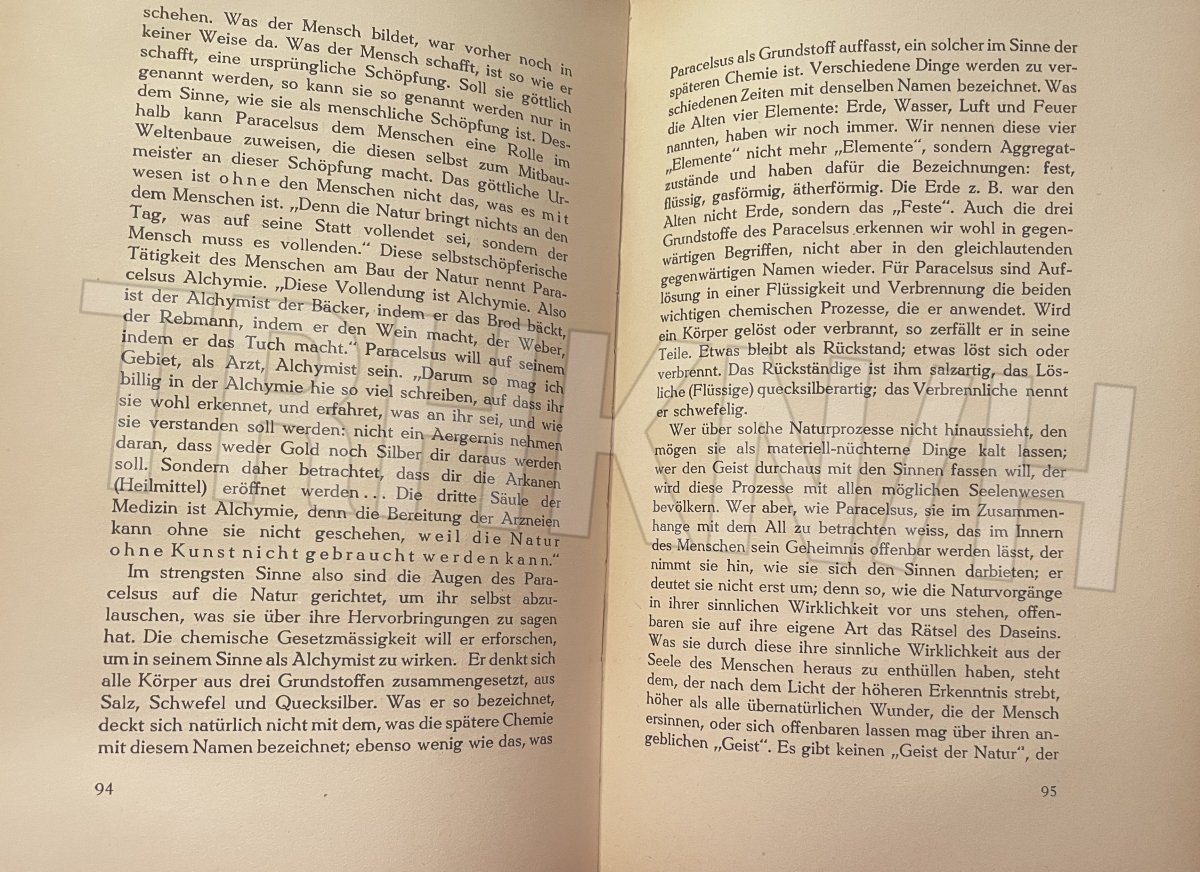 schehen. Was der Mensch bildet, war vorher noch in
keiner Weise da. Was der Mensch schafft, ist so wie er
schafft, eine ursprüngliche Schöpfung. Soll sie göttlich
genannt werden, so kann sie so genannt werden nur in
dem Sinne, wie sie als menschliche Schöpfung ist. Des-
halb kann Paracelsus dem Menschen eine Rolle im
Weltenbaue zuweisen, die diesen selbst zum Mitbau-
meister an dieser Schöpfung macht. Das göttliche Ur-
wesen ist ohne den Menschen nicht das, was es mit
dem Menschen ist. „Denn die Natur bringt nichts an den
Tag, was auf seine Statt vollendet sei, sondern der
Mensch muss es vollenden.“ Diese selbstschöpferische
Tätigkeit des Menschen am Bau der Natur nennt Para-
celsus Alchymie. „Diese Vollendung ist Alchymie. Also
ist der Alchymist der Bäcker, indem er das Brod bäckt,
der Rebmann, indem er den Wein macht, der Weber,
indem er das Tuch macht.“ Paracelsus will auf seinem
Gebiet, als Arzt, Alchymist sein. „Darum so mag ich
billig in der Alchymie hie so viel schreiben, auf dass ihr
sie wohl erkennet, und erfahret, was an ihr sei, und wie
sie verstanden soll werden: nicht ein Aergernis nehmen
daran, dass weder Gold noch Silber dir daraus werden
soll. Sondern daher betrachtet, dass dir die Arkanen
(Heilmittel) eröffnet werden... Die dritte Säule der
Medizin ist Alchymie, denn die Bereitung der Arzneien
kann ohne sie nicht geschehen, weil die Natur
ohne Kunst nicht gebraucht werden kann.“
Im strengsten Sinne also sind die Augen des Para-
celsus auf die Natur gerichtet, um ihr selbst abzu-
lauschen, was sie über ihre Hervorbringungen zu sagen
hat. Die chemische Gesetzmässigkeit will er erforschen,
um in seinem Sinne als Alchymist zu wirken. Er denkt sich
alle Körper aus drei Grundstoffen zusammengesetzt, aus
Salz, Schwefel und Quecksilber. Was er so bezeichnet,
deckt sich natürlich nicht mit dem, was die spätere Chemie
mit diesem Namen bezeichnet; ebenso wenig wie das, was
94
Paracelsus als Grundstoff auffasst, ein solcher im Sinne der
späteren Chemie ist. Verschiedene Dinge werden zu ver-
schiedenen Zeiten mit denselben Namen bezeichnet. Was
die Alten vier Elemente: Erde, Wasser, Luft und Feuer
nannten, haben wir noch immer. Wir nennen diese vier
„Elemente“ nicht mehr „Elemente“, sondern Aggregat-
zustände und haben dafür die Bezeichnungen: fest,
flüssig, gasförmig, ätherförmig. Die Erde z. B. war den
Alten nicht Erde, sondern das „Feste“. Auch die drei
Grundstoffe des Paracelsus erkennen wir wohl in gegen-
wärtigen Begriffen, nicht aber in den gleichlautenden
gegenwärtigen Namen wieder. Für Paracelsus sind Auf-
lösung in einer Flüssigkeit und Verbrennung die beiden
wichtigen chemischen Prozesse, die er anwendet. Wird
ein Körper gelöst oder verbrannt, so zerfällt er in seine
Teile. Etwas bleibt als Rückstand; etwas löst sich oder
verbrennt. Das Rückständige ist ihm salzartig, das Lös-
liche (Flüssige) quecksilberartig; das Verbrennliche nennt
er schwefelig.
Wer über solche Naturprozesse nicht hinaussieht, den
mögen sie als materiell-nüchterne Dinge kalt lassen;
wer den Geist durchaus mit den Sinnen fassen will, der
wird diese Prozesse mit allen möglichen Seelenwesen
bevölkern. Wer aber, wie Paracelsus, sie im Zusammen-
hange mit dem All zu betrachten weiss, das im Innern
des Menschen sein Geheimnis offenbar werden lässt, der
nimmt sie hin, wie sie sich den Sinnen darbieten; er
deutet sie nicht erst um; denn so, wie die Naturvorgänge
in ihrer sinnlichen Wirklichkeit vor uns stehen, offen-
baren sie auf ihre eigene Art das Rätsel des Daseins.
Was sie durch diese ihre sinnliche Wirklichkeit aus der
Seele des Menschen heraus zu enthüllen haben, steht
dem, der nach dem Licht der höheren Erkenntnis strebt,
höher als alle übernatürlichen Wunder, die der Mensch
ersinnen, oder sich offenbaren lassen mag über ihren an-
geblichen „Geist“. Es gibt keinen „Geist der Natur“, der
95